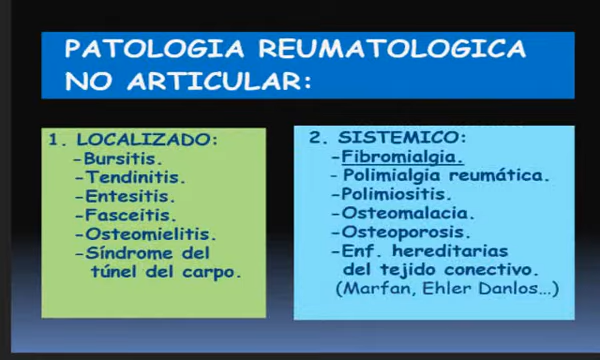 PATOLOGIA REUMATOLOGICA
NO ARTICULAR:
1. LOCALIZADO:
-Bursitis.
-Tendinitis.
-Entesitis.
-Fasceitis.
-Osteomielitis.
-Síndrome del
túnel del carpo.
2. SISTEMICO:
-Fibromialgia.
- Polimialgia reumática.
-Polimiositis.
-Osteomalacia.
-Osteoporosis.
-Enf. hereditarias
del tejido conectivo.
(Marfan, Ehler Danlos...)